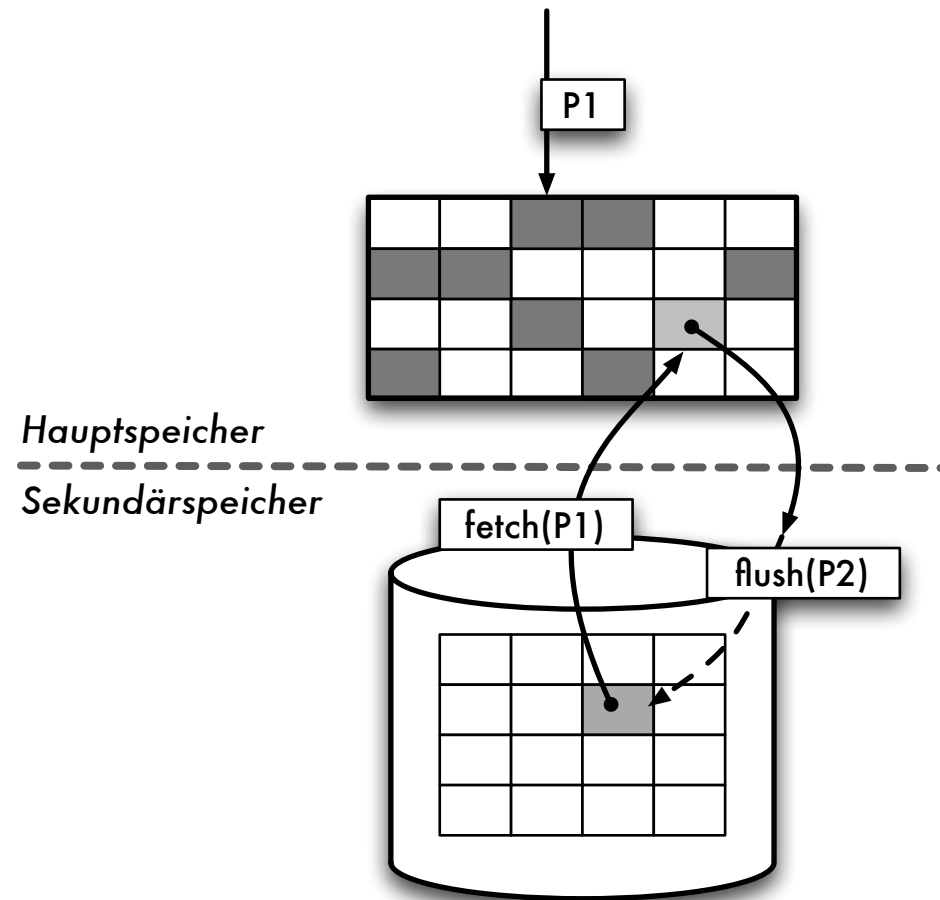 P1
Hauptspeicher
Sekundärspeicher
fetch(P1)
flush(P2)